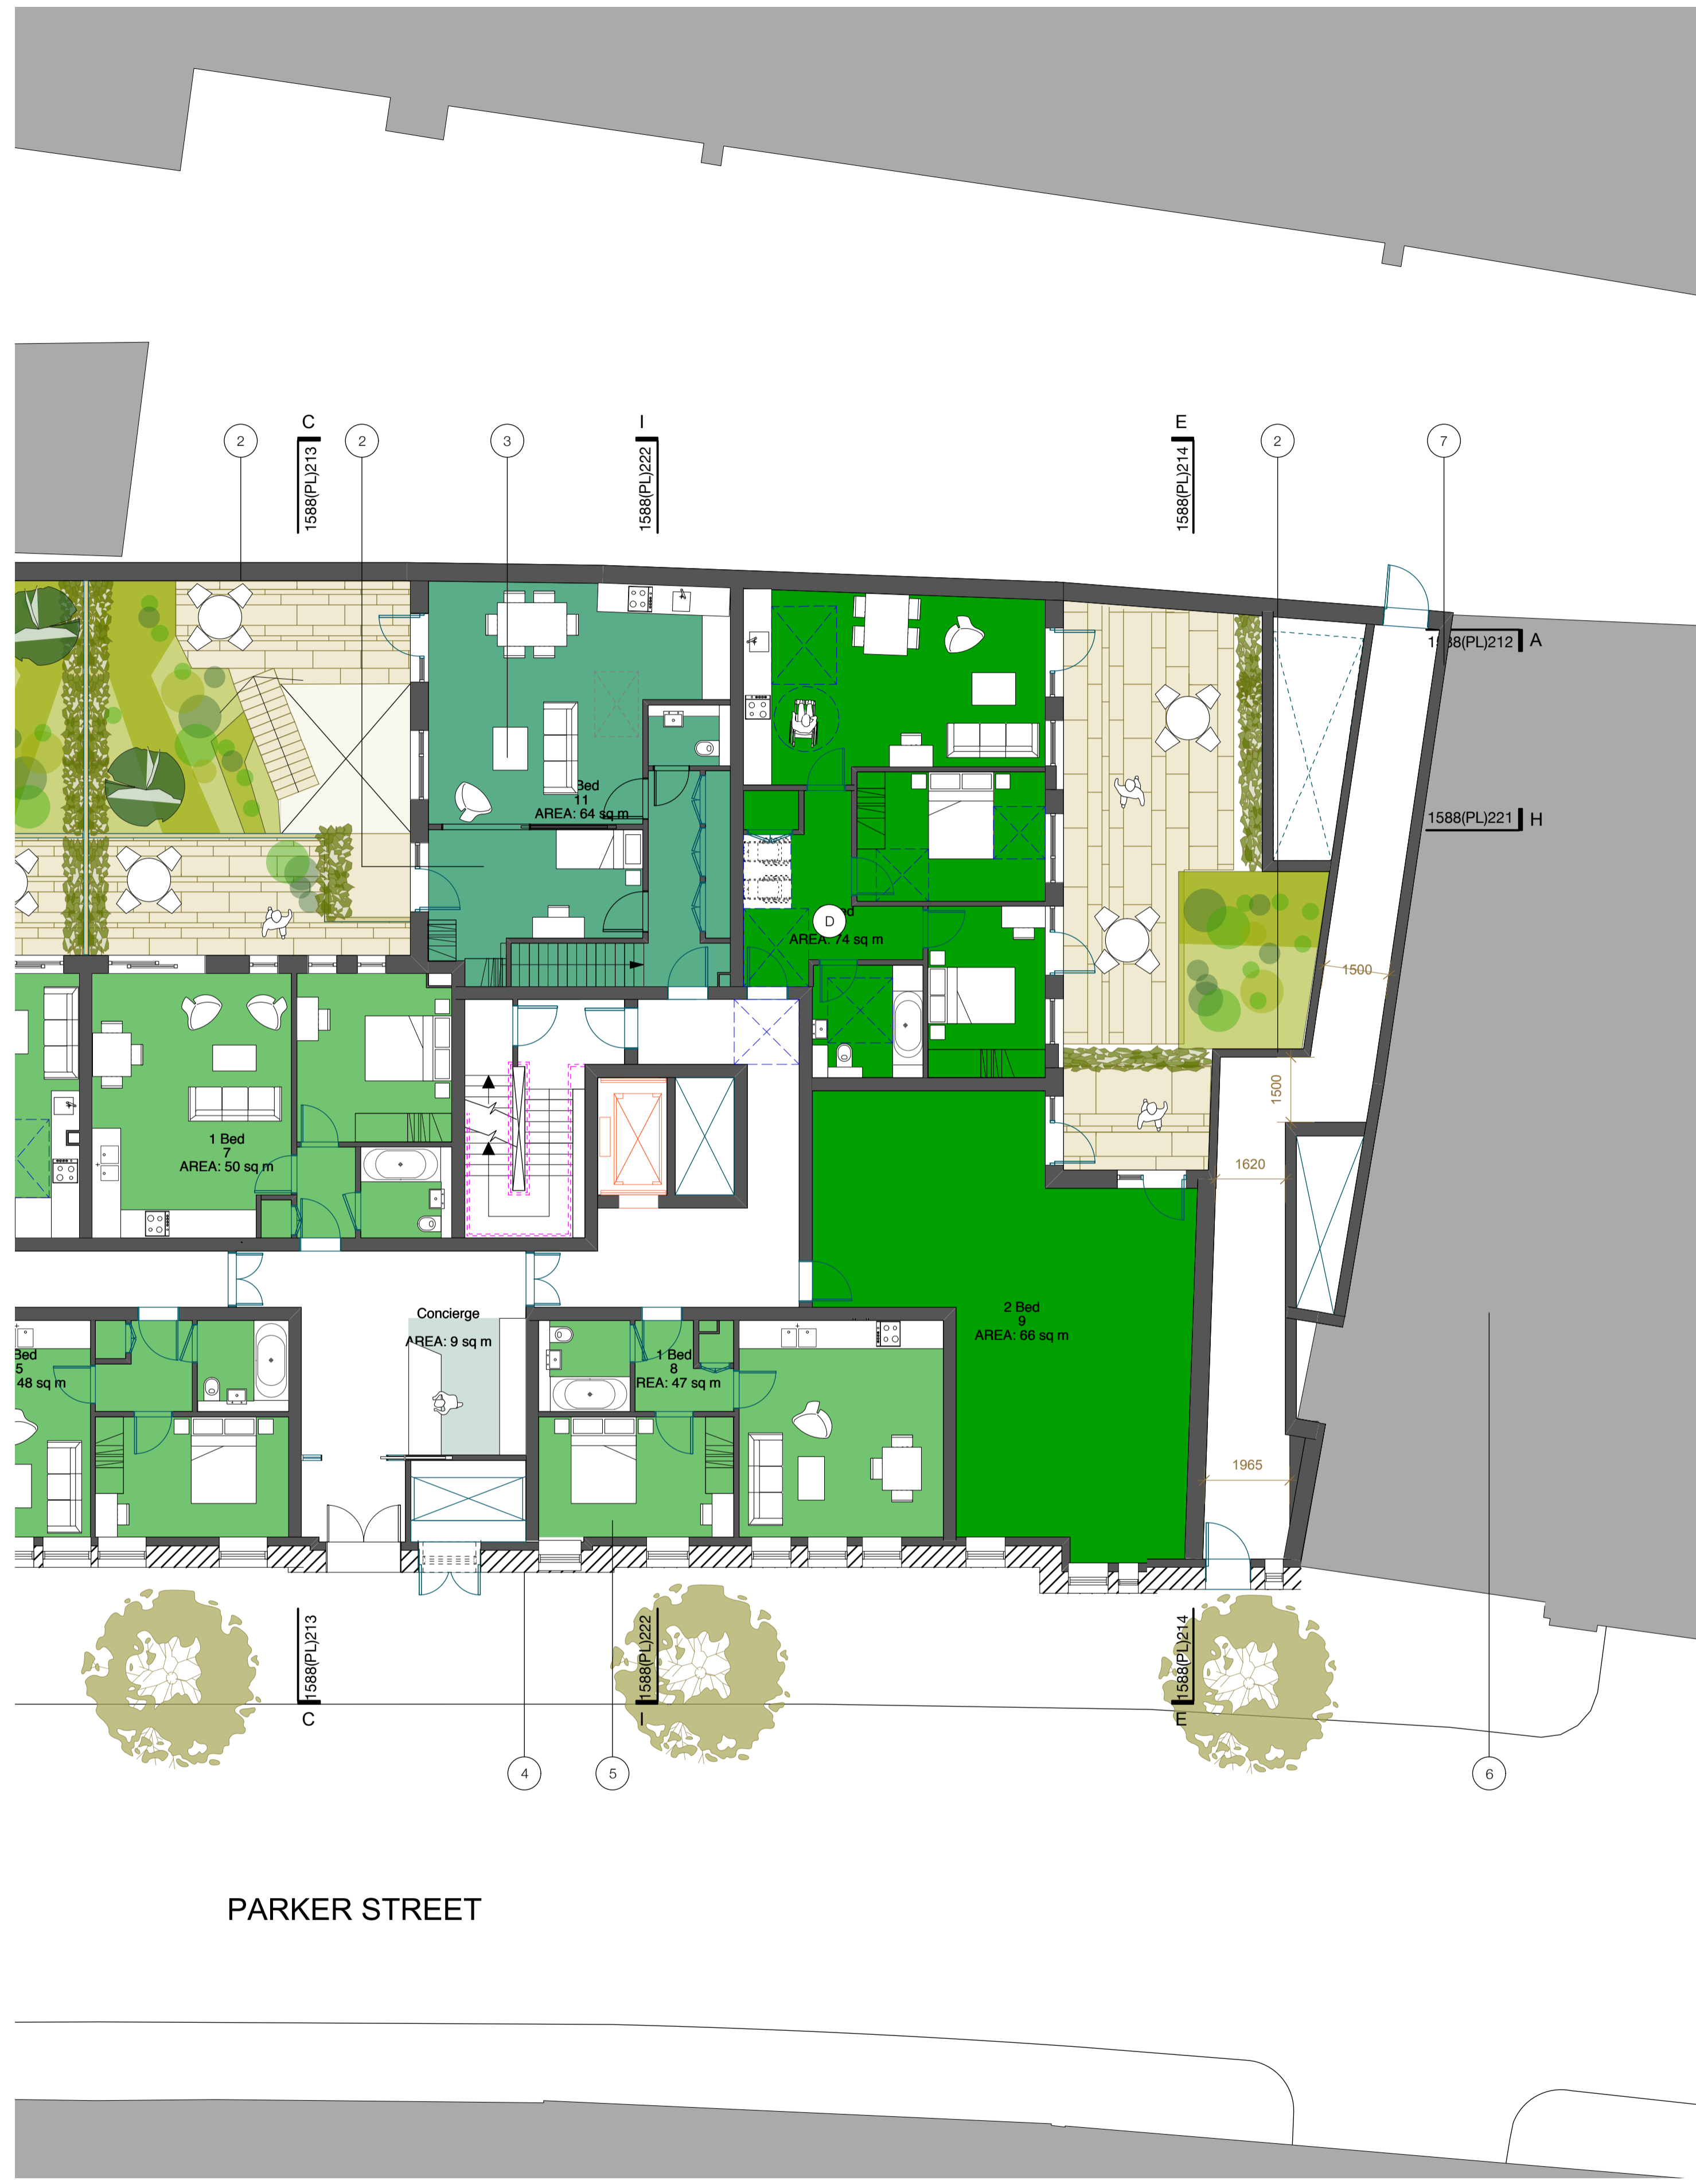 C
I
E
2
2
3
2
7
1588(PL)213
1588(PL)222
1588(PL)214
1588(PL)212
A
1588(PL)221
H
Bed
11
AREA: 64 sq m
D
AREA: 74 sq m
1500
1500
1620
1965
1 Bed
7
AREA: 50 sq m
Concierge
AREA: 9 sq m
Bed
5
48 sq m
1 Bed
8
REA: 47 sq m
2 Bed
9
AREA: 66 sq m
1588(PL)213
1588(PL)222
1588(PL)214
C
I
E
4
5
6
PARKER STREET